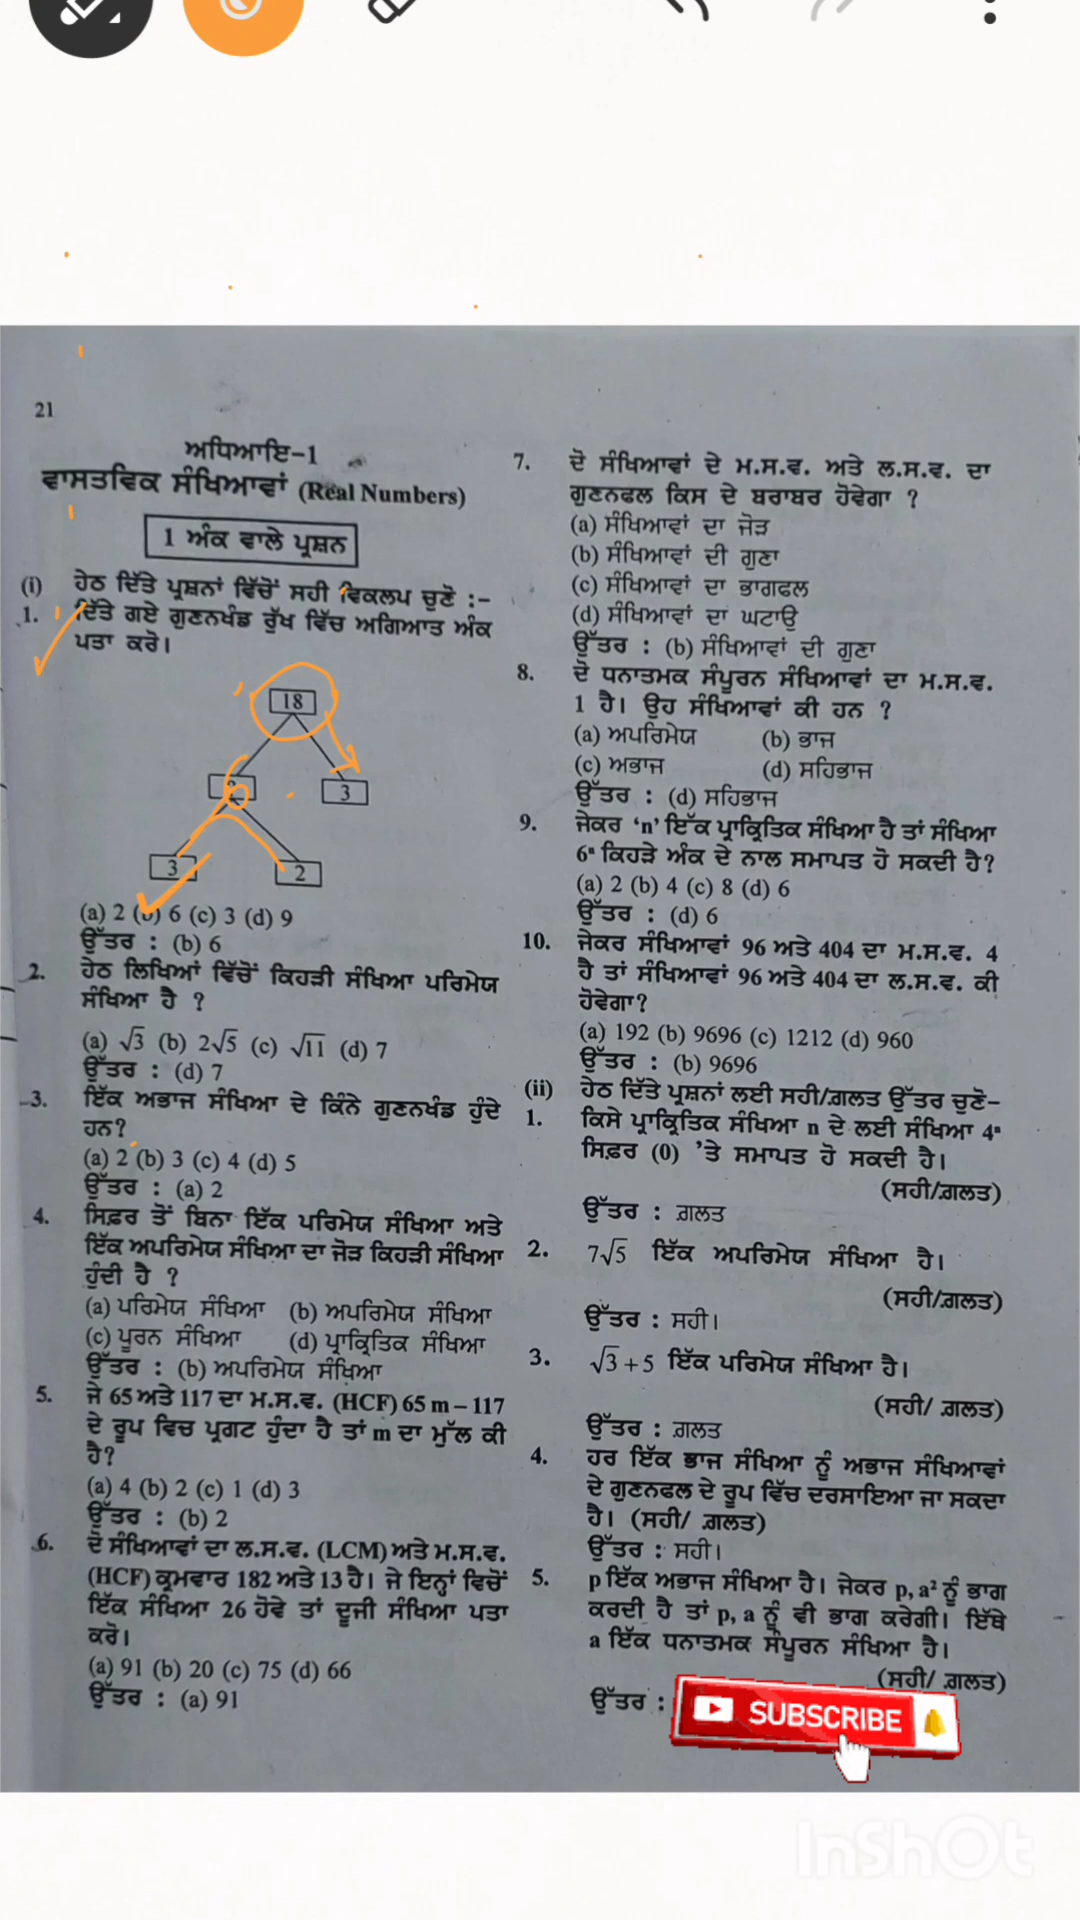 21
ਅਧਿਆਇ-1
ਵਾਸਤਵਿਕ ਸੰਖਿਆਵਾਂ (Real Numbers)
1 ਅੰਕ ਵਾਲੇ ਪ੍ਰਸ਼ਨ
(i) ਹੇਠ ਦਿੱਤੇ ਪ੍ਰਸ਼ਨਾਂ ਵਿੱਚੋਂ ਸਹੀ ਵਿਕਲਪ ਚੁਣੋ :-
1. ਦਿੱਤੇ ਗਏ ਗੁਣਨਖੰਡ ਰੁੱਖ ਵਿੱਚ ਅਗਿਆਤ ਅੰਕ
ਪਤਾ ਕਰੋ।
18
3
3 2
(a) 2 (b) 6 (c) 3 (d) 9
ਉੱਤਰ : (b) 6
2. ਹੇਠ ਲਿਖਿਆਂ ਵਿੱਚੋਂ ਕਿਹੜੀ ਸੰਖਿਆ ਪਰਿਮੇਯ
ਸੰਖਿਆ ਹੈ ?
(a) √3 (b) 2√5 (c) √11 (d) 7
ਉੱਤਰ : (d) 7
3. ਇੱਕ ਅਭਾਜ ਸੰਖਿਆ ਦੇ ਕਿੰਨੇ ਗੁਣਨਖੰਡ ਹੁੰਦੇ
ਹਨ?
(a) 2 (b) 3 (c) 4 (d) 5
ਉੱਤਰ : (a) 2
4. ਸਿਫ਼ਰ ਤੋਂ ਬਿਨਾ ਇੱਕ ਪਰਿਮੇਯ ਸੰਖਿਆ ਅਤੇ
ਇੱਕ ਅਪਰਿਮੇਯ ਸੰਖਿਆ ਦਾ ਜੋੜ ਕਿਹੜੀ ਸੰਖਿਆ
ਹੁੰਦੀ ਹੈ ?
(a) ਪਰਿਮੇਯ ਸੰਖਿਆ (b) ਅਪਰਿਮੇਯ ਸੰਖਿਆ
(c) ਪੂਰਨ ਸੰਖਿਆ (d) ਪ੍ਰਾਕ੍ਰਿਤਿਕ ਸੰਖਿਆ
ਉੱਤਰ : (b) ਅਪਰਿਮੇਯ ਸੰਖਿਆ
5. ਜੇ 65 ਅਤੇ 117 ਦਾ ਮ.ਸ.ਵ. (HCF) 65 m – 117
ਦੇ ਰੂਪ ਵਿਚ ਪ੍ਰਗਟ ਹੁੰਦਾ ਹੈ ਤਾਂ m ਦਾ ਮੁੱਲ ਕੀ
ਹੈ?
(a) 4 (b) 2 (c) 1 (d) 3
ਉੱਤਰ : (b) 2
6. ਦੋ ਸੰਖਿਆਵਾਂ ਦਾ ਲ.ਸ.ਵ. (LCM) ਅਤੇ ਮ.ਸ.ਵ.
(HCF) ਕ੍ਰਮਵਾਰ 182 ਅਤੇ 13 ਹੈ। ਜੇ ਇਨ੍ਹਾਂ ਵਿਚੋਂ
ਇੱਕ ਸੰਖਿਆ 26 ਹੋਵੇ ਤਾਂ ਦੂਜੀ ਸੰਖਿਆ ਪਤਾ
ਕਰੋ।
(a) 91 (b) 20 (c) 75 (d) 66
ਉੱਤਰ : (a) 91
7. ਦੋ ਸੰਖਿਆਵਾਂ ਦੇ ਮ.ਸ.ਵ. ਅਤੇ ਲ.ਸ.ਵ. ਦਾ
ਗੁਣਨਫਲ ਕਿਸ ਦੇ ਬਰਾਬਰ ਹੋਵੇਗਾ ?
(a) ਸੰਖਿਆਵਾਂ ਦਾ ਜੋੜ
(b) ਸੰਖਿਆਵਾਂ ਦੀ ਗੁਣਾ
(c) ਸੰਖਿਆਵਾਂ ਦਾ ਭਾਗਫਲ
(d) ਸੰਖਿਆਵਾਂ ਦਾ ਘਟਾਉ
ਉੱਤਰ : (b) ਸੰਖਿਆਵਾਂ ਦੀ ਗੁਣਾ
8. ਦੋ ਧਨਾਤਮਕ ਸੰਪੂਰਨ ਸੰਖਿਆਵਾਂ ਦਾ ਮ.ਸ.ਵ.
1 ਹੈ। ਉਹ ਸੰਖਿਆਵਾਂ ਕੀ ਹਨ ?
(a) ਅਪਰਿਮੇਯ (b) ਭਾਜ
(c) ਅਭਾਜ (d) ਸਹਿਭਾਜ
ਉੱਤਰ : (d) ਸਹਿਭਾਜ
9. ਜੇਕਰ ‘n’ ਇੱਕ ਪ੍ਰਾਕ੍ਰਿਤਿਕ ਸੰਖਿਆ ਹੈ ਤਾਂ ਸੰਖਿਆ
6ⁿ ਕਿਹੜੇ ਅੰਕ ਦੇ ਨਾਲ ਸਮਾਪਤ ਹੋ ਸਕਦੀ ਹੈ?
(a) 2 (b) 4 (c) 8 (d) 6
ਉੱਤਰ : (d) 6
10. ਜੇਕਰ ਸੰਖਿਆਵਾਂ 96 ਅਤੇ 404 ਦਾ ਮ.ਸ.ਵ. 4
ਹੈ ਤਾਂ ਸੰਖਿਆਵਾਂ 96 ਅਤੇ 404 ਦਾ ਲ.ਸ.ਵ. ਕੀ
ਹੋਵੇਗਾ?
(a) 192 (b) 9696 (c) 1212 (d) 960
ਉੱਤਰ : (b) 9696
(ii) ਹੇਠ ਦਿੱਤੇ ਪ੍ਰਸ਼ਨਾਂ ਲਈ ਸਹੀ/ਗ਼ਲਤ ਉੱਤਰ ਚੁਣੋ-
1. ਕਿਸੇ ਪ੍ਰਾਕ੍ਰਿਤਿਕ ਸੰਖਿਆ n ਦੇ ਲਈ ਸੰਖਿਆ 4ⁿ
ਸਿਫ਼ਰ (0) ’ਤੇ ਸਮਾਪਤ ਹੋ ਸਕਦੀ ਹੈ।
(ਸਹੀ/ਗ਼ਲਤ)
ਉੱਤਰ : ਗ਼ਲਤ
2. 7√5 ਇੱਕ ਅਪਰਿਮੇਯ ਸੰਖਿਆ ਹੈ।
(ਸਹੀ/ਗ਼ਲਤ)
ਉੱਤਰ : ਸਹੀ।
3. √3 + 5 ਇੱਕ ਪਰਿਮੇਯ ਸੰਖਿਆ ਹੈ।
(ਸਹੀ/ ਗ਼ਲਤ)
ਉੱਤਰ : ਗ਼ਲਤ
4. ਹਰ ਇੱਕ ਭਾਜ ਸੰਖਿਆ ਨੂੰ ਅਭਾਜ ਸੰਖਿਆਵਾਂ
ਦੇ ਗੁਣਨਫਲ ਦੇ ਰੂਪ ਵਿੱਚ ਦਰਸਾਇਆ ਜਾ ਸਕਦਾ
ਹੈ। (ਸਹੀ/ ਗ਼ਲਤ)
ਉੱਤਰ : ਸਹੀ।
5. p ਇੱਕ ਅਭਾਜ ਸੰਖਿਆ ਹੈ। ਜੇਕਰ p, a² ਨੂੰ ਭਾਗ
ਕਰਦੀ ਹੈ ਤਾਂ p, a ਨੂੰ ਵੀ ਭਾਗ ਕਰੇਗੀ। ਇੱਥੇ
a ਇੱਕ ਧਨਾਤਮਕ ਸੰਪੂਰਨ ਸੰਖਿਆ ਹੈ।
(ਸਹੀ/ ਗ਼ਲਤ)
ਉੱਤਰ :
SUBSCRIBE
InShOt